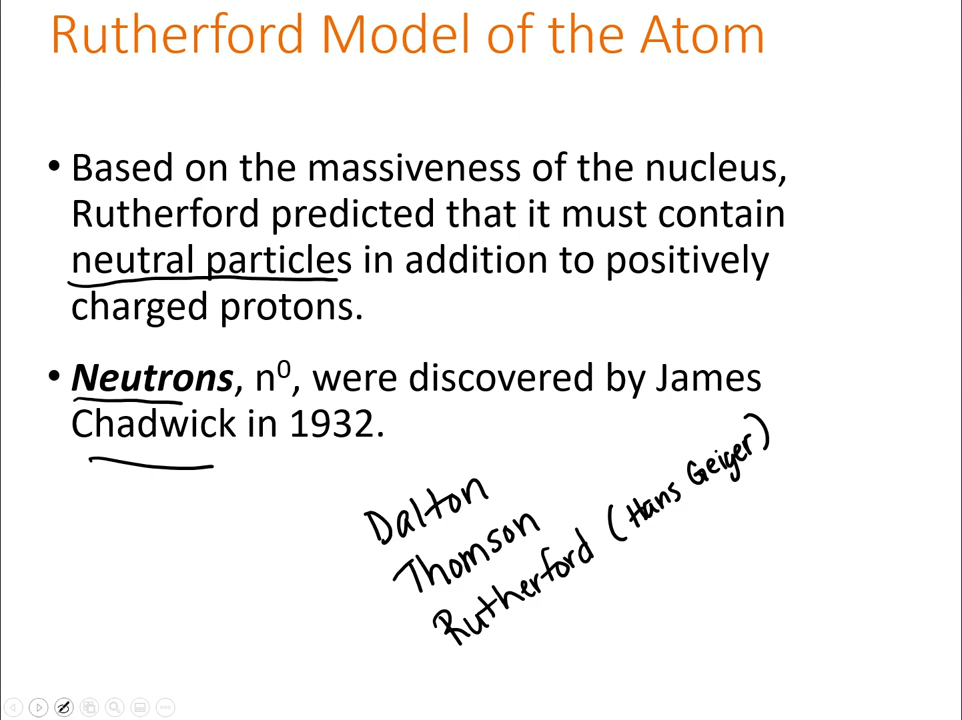 Rutherford Model of the Atom
• Based on the massiveness of the nucleus,
Rutherford predicted that it must contain
neutral particles in addition to positively
charged protons.
• Neutrons, n⁰, were discovered by James
Chadwick in 1932.
Dalton
Thomson
Rutherford (Hans Geiger)